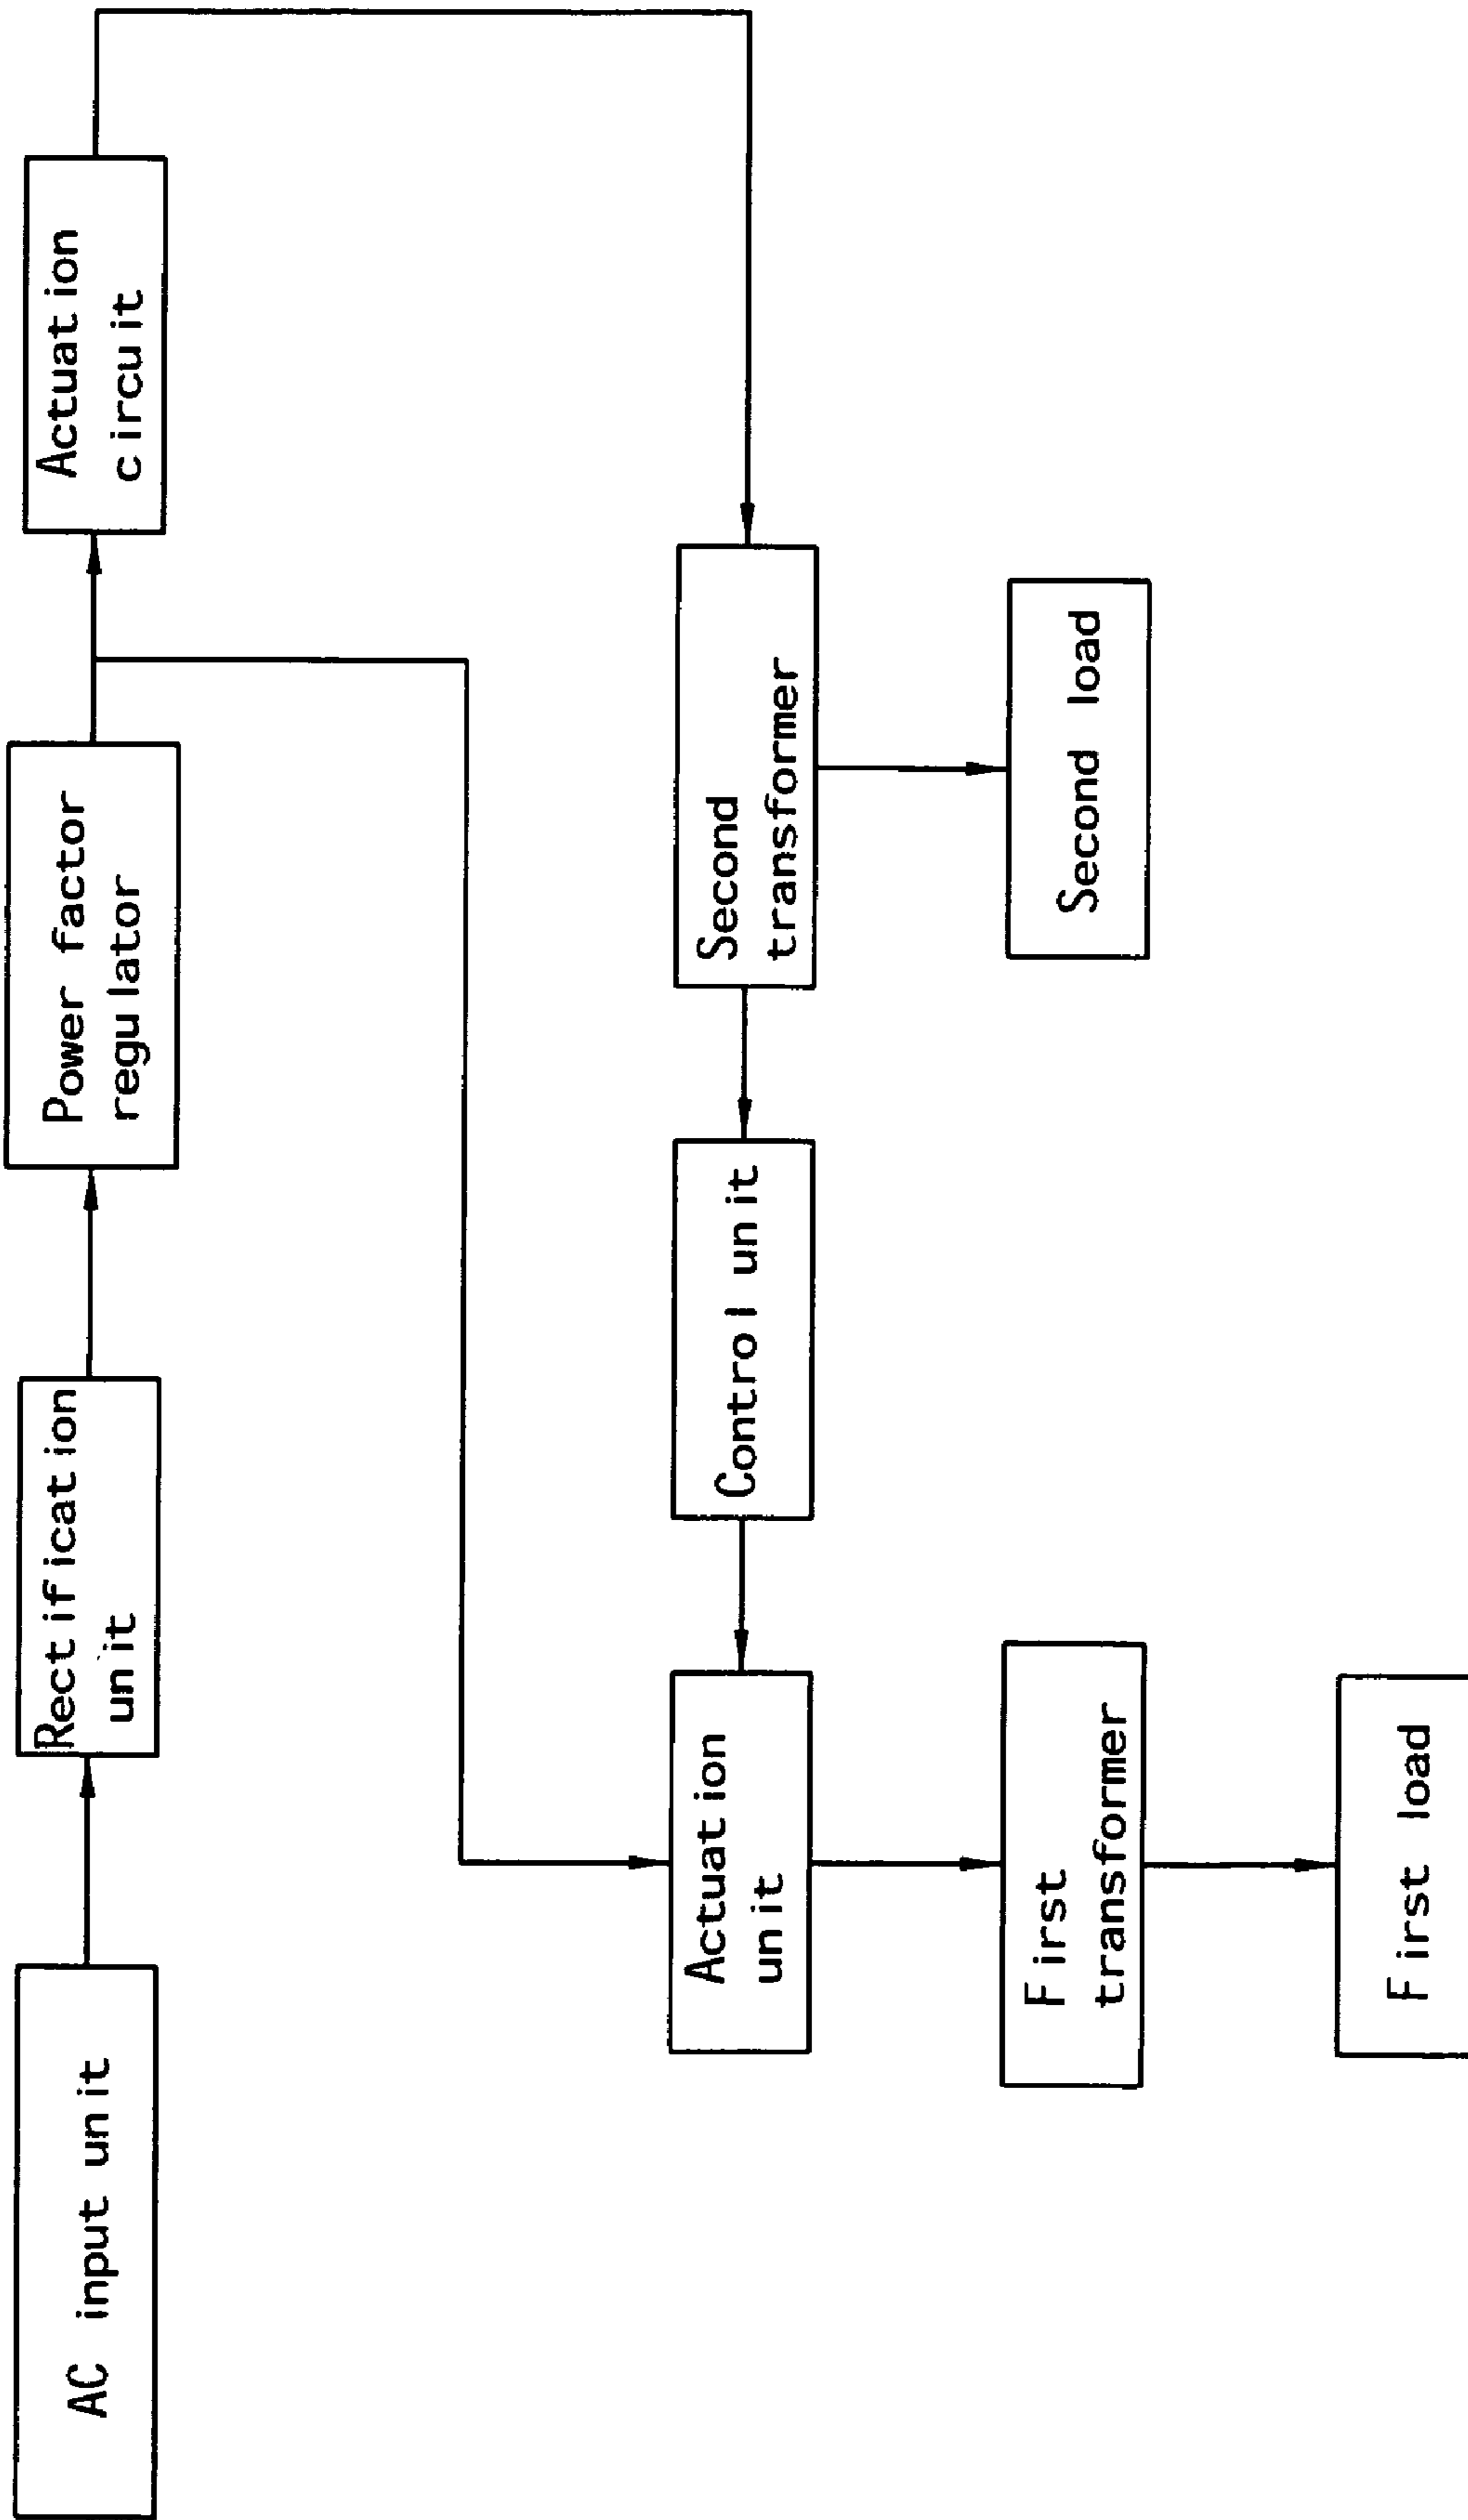 AC input unit
Rectification
unit
Power factor
regulator
Actuation
circuit
Actuation
unit
Control unit
Second
transformer
First
transformer
Second load
First load